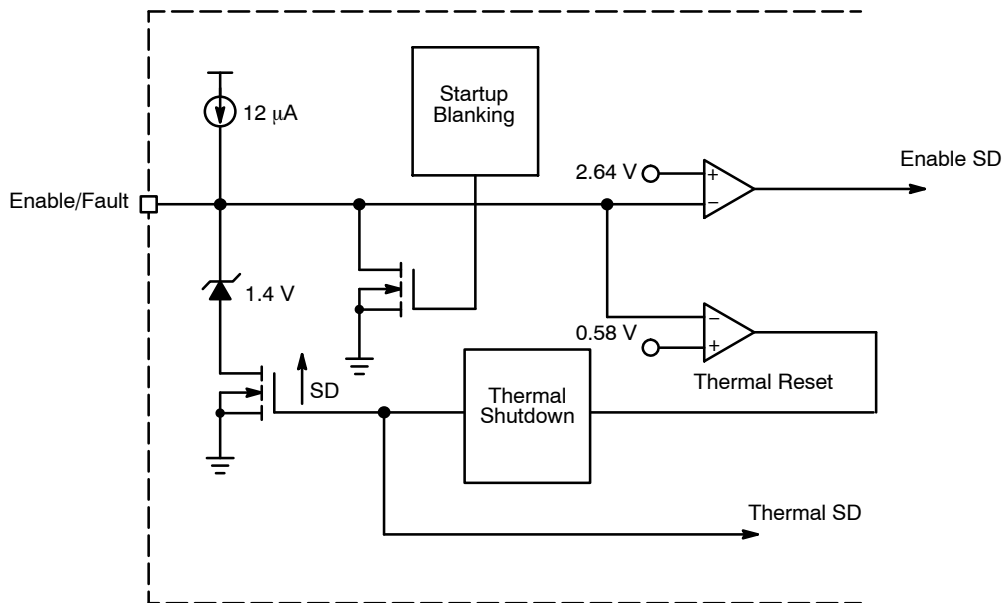 Startup
Blanking
12 μA
2.64 V
+
−
Enable SD
Enable/Fault
1.4 V
−
0.58 V
+
Thermal Reset
SD
Thermal
Shutdown
Thermal SD